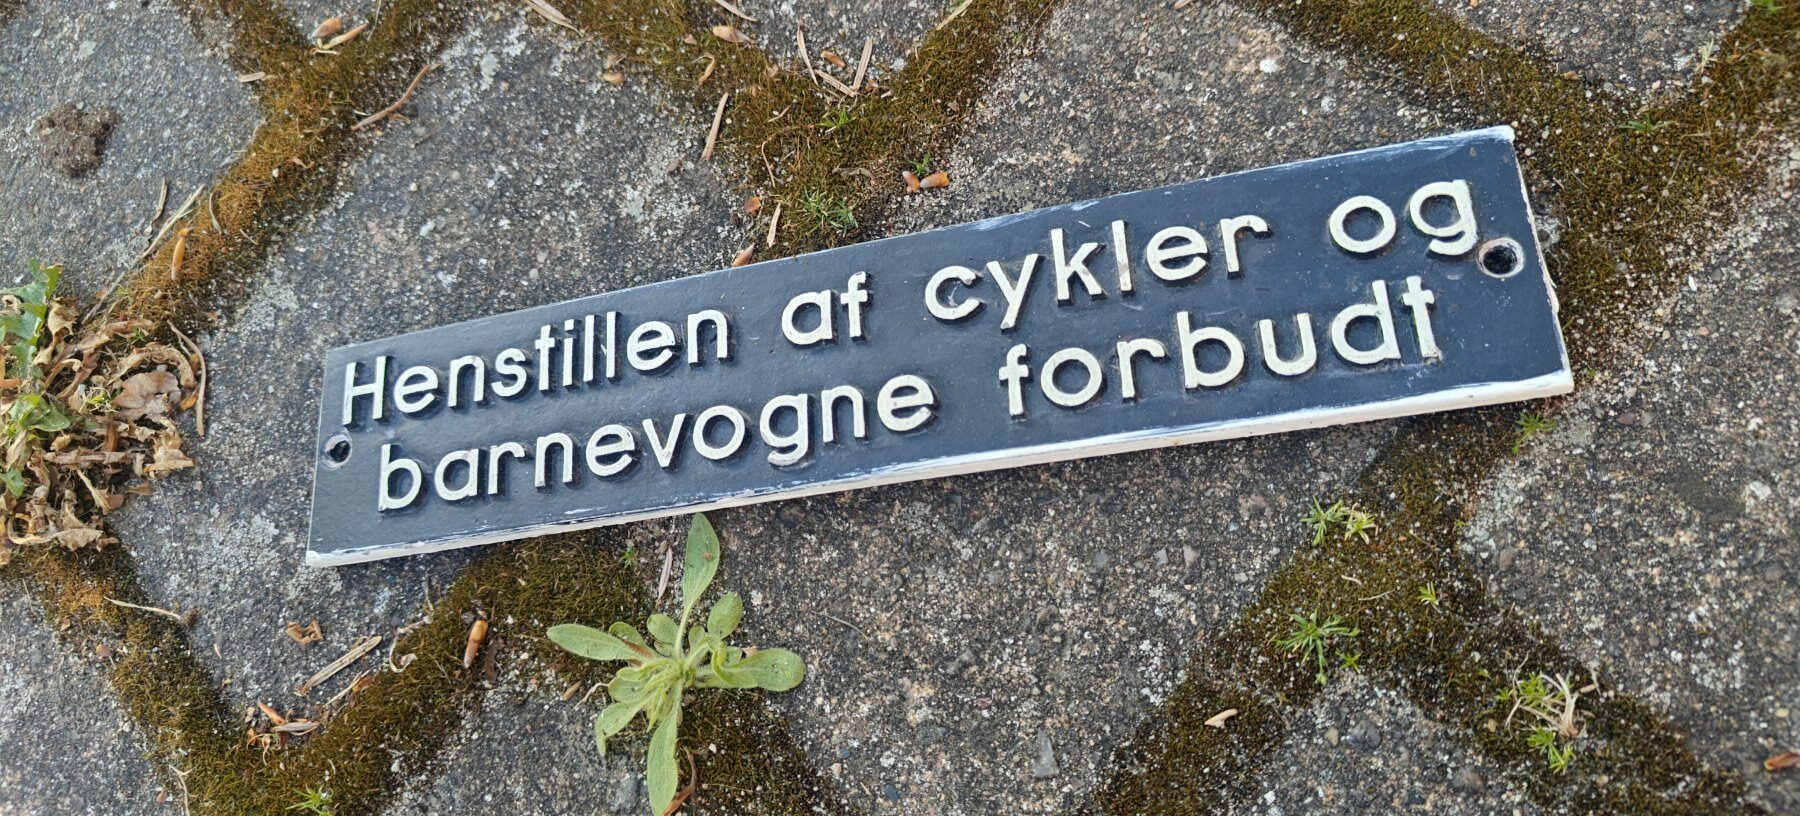 Henstillen af cykler og
barnevogne forbudt